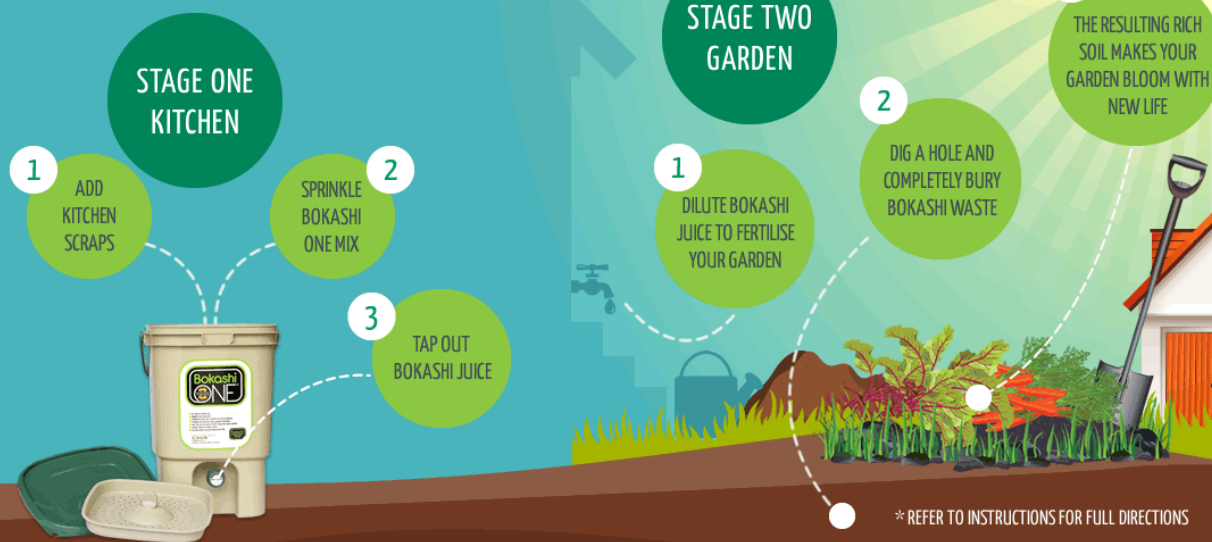 STAGE ONE
KITCHEN
1
ADD
KITCHEN
SCRAPS
2
SPRINKLE
BOKASHI
ONE MIX
3
TAP OUT
BOKASHI JUICE
Bokashi
ONE
STAGE TWO
GARDEN
1
DILUTE BOKASHI
JUICE TO FERTILISE
YOUR GARDEN
2
DIG A HOLE AND
COMPLETELY BURY
BOKASHI WASTE
THE RESULTING RICH
SOIL MAKES YOUR
GARDEN BLOOM WITH
NEW LIFE
* REFER TO INSTRUCTIONS FOR FULL DIRECTIONS